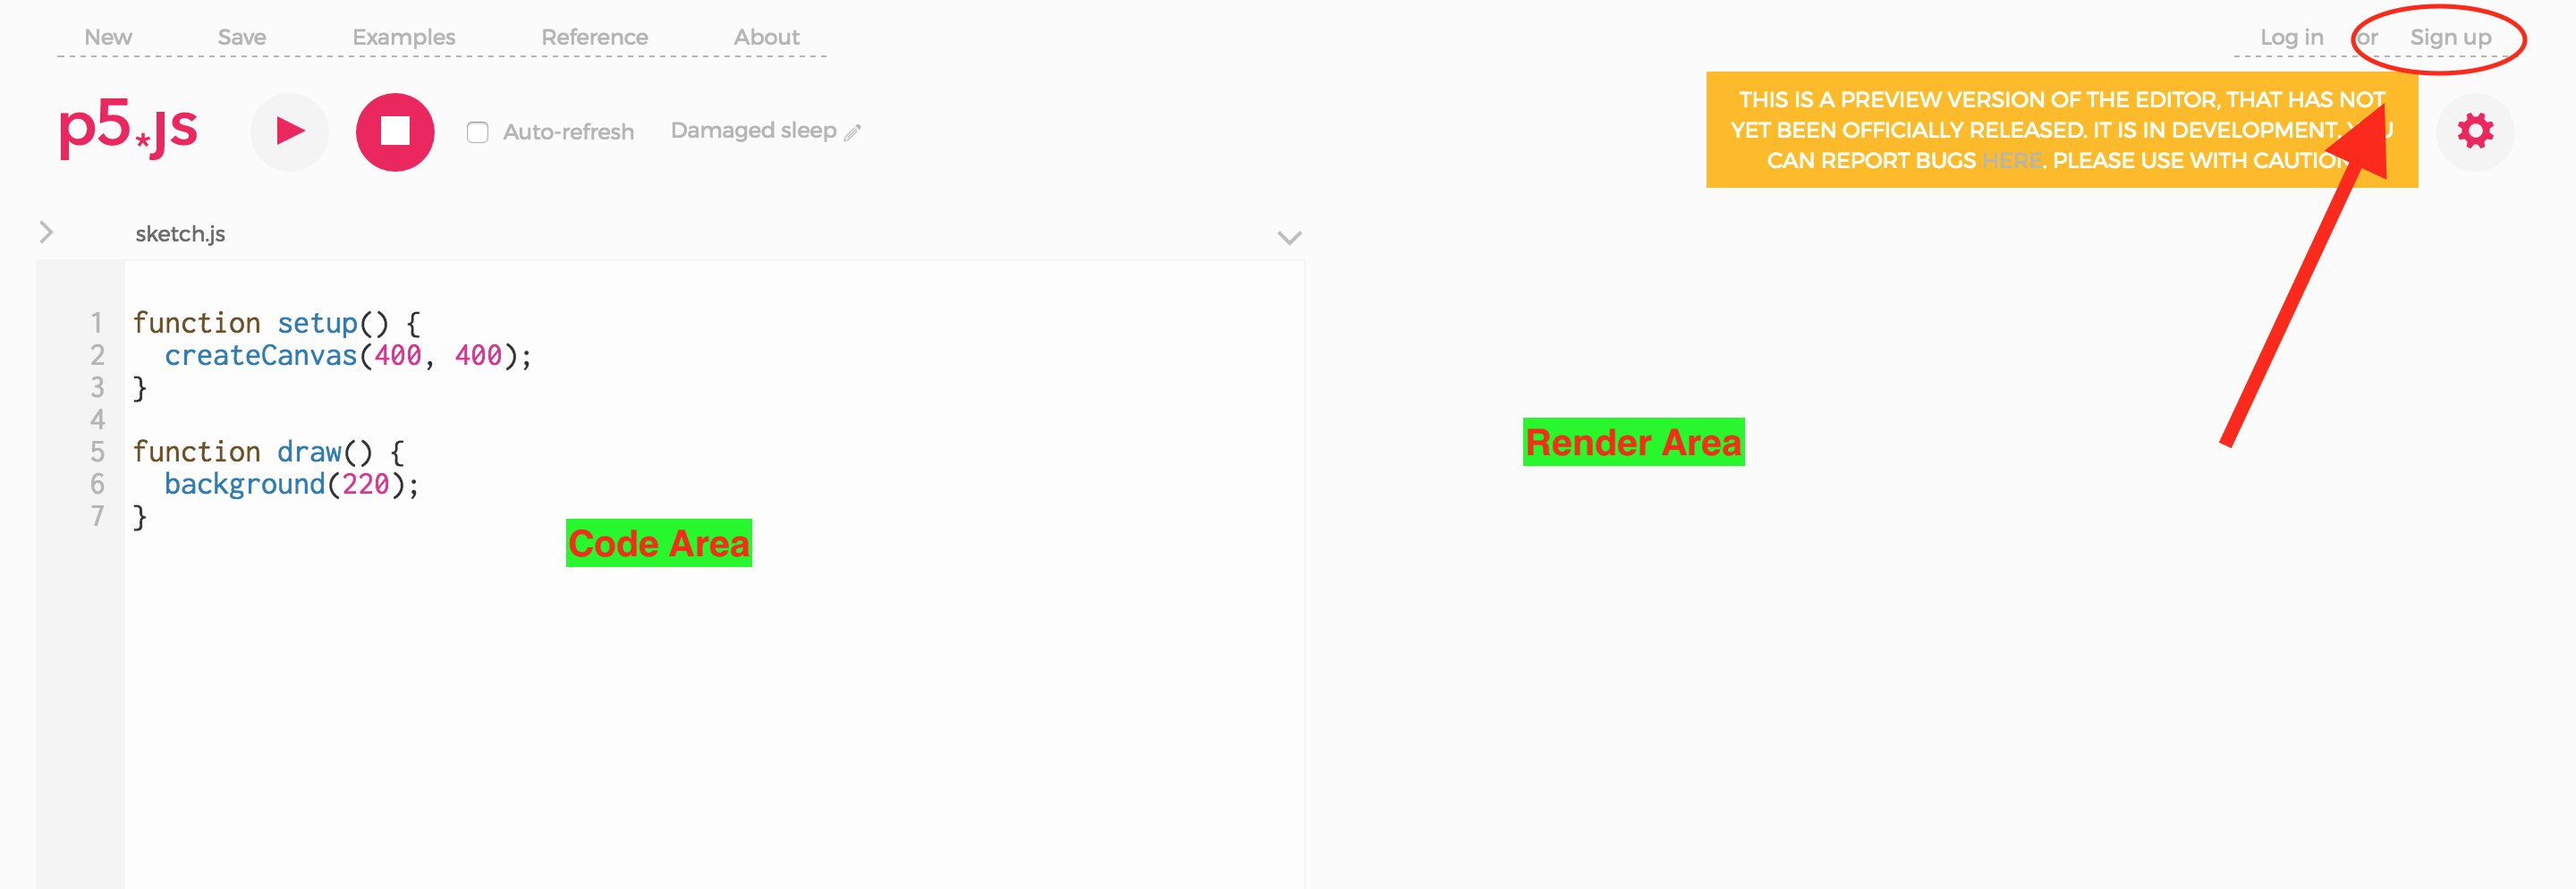 New Save Examples Reference About
Log in or Sign up
p5.js
Auto-refresh
Damaged sleep
THIS IS A PREVIEW VERSION OF THE EDITOR, THAT HAS NOT
YET BEEN OFFICIALLY RELEASED. IT IS IN DEVELOPMENT.
CAN REPORT BUGS HERE. PLEASE USE WITH CAUTION
sketch.js
1 function setup() {
2 createCanvas(400, 400);
3 }
4
5 function draw() {
6 background(220);
7 }
Render Area
Code Area